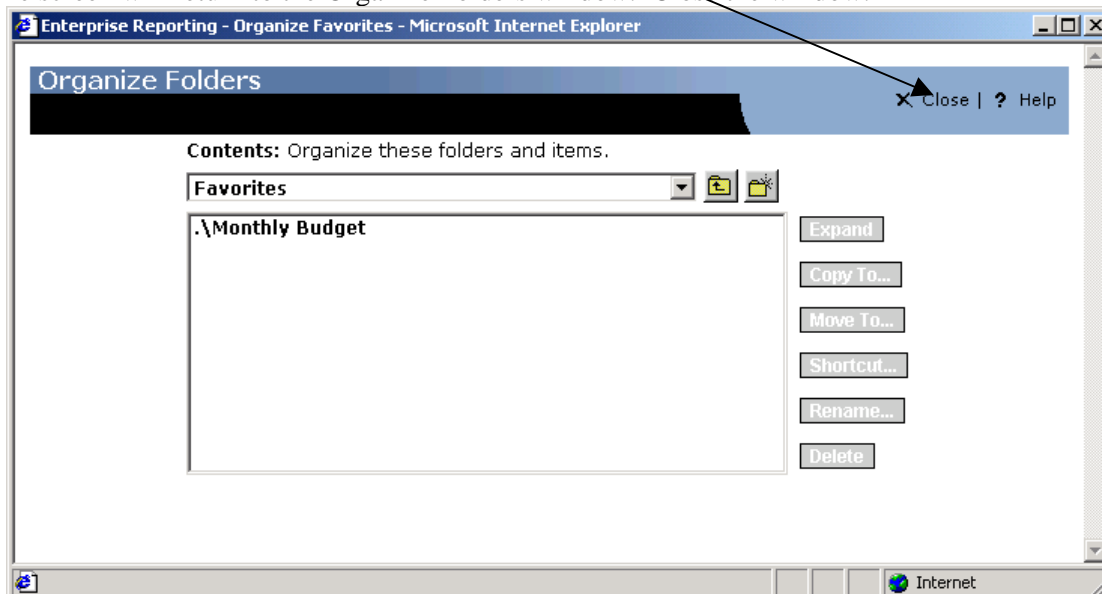 Enterprise Reporting - Organize Favorites - Microsoft Internet Explorer
Organize Folders
Close | ? Help
Contents: Organize these folders and items.
Favorites
.\Monthly Budget
Expand
Copy To...
Move To...
Shortcut...
Rename...
Delete
Internet